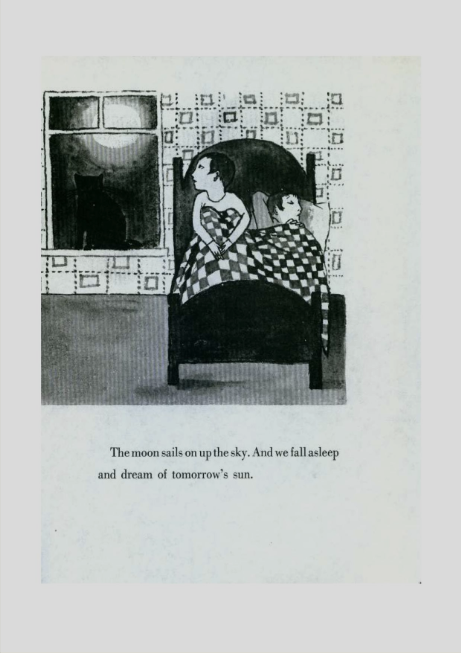 The moon sails on up the sky. And we fall asleep
and dream of tomorrow's sun.